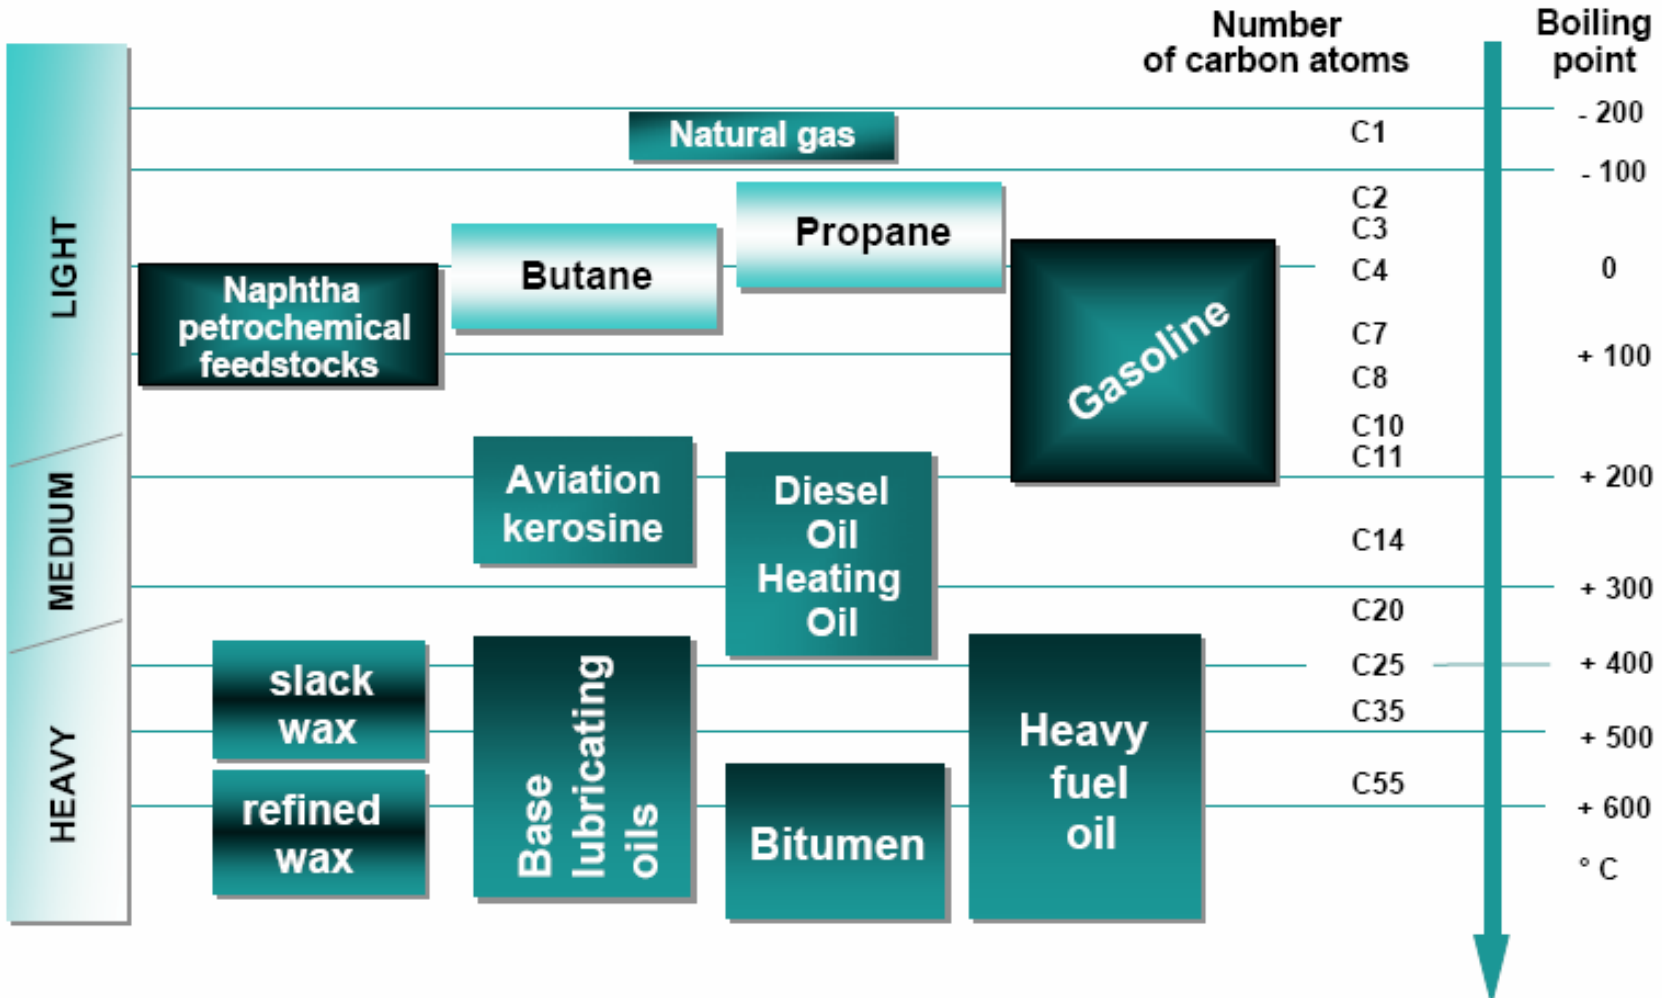 Number
of carbon atoms
Boiling
point
LIGHT
MEDIUM
HEAVY
Natural gas
Propane
Butane
Naphtha
petrochemical
feedstocks
Gasoline
Aviation
kerosine
Diesel
Oil
Heating
Oil
slack
wax
refined
wax
Base
lubricating
oils
Bitumen
Heavy
fuel
oil
C1
C2
C3
C4
C7
C8
C10
C11
C14
C20
C25
C35
C55
- 200
- 100
0
+ 100
+ 200
+ 300
+ 400
+ 500
+ 600
° C